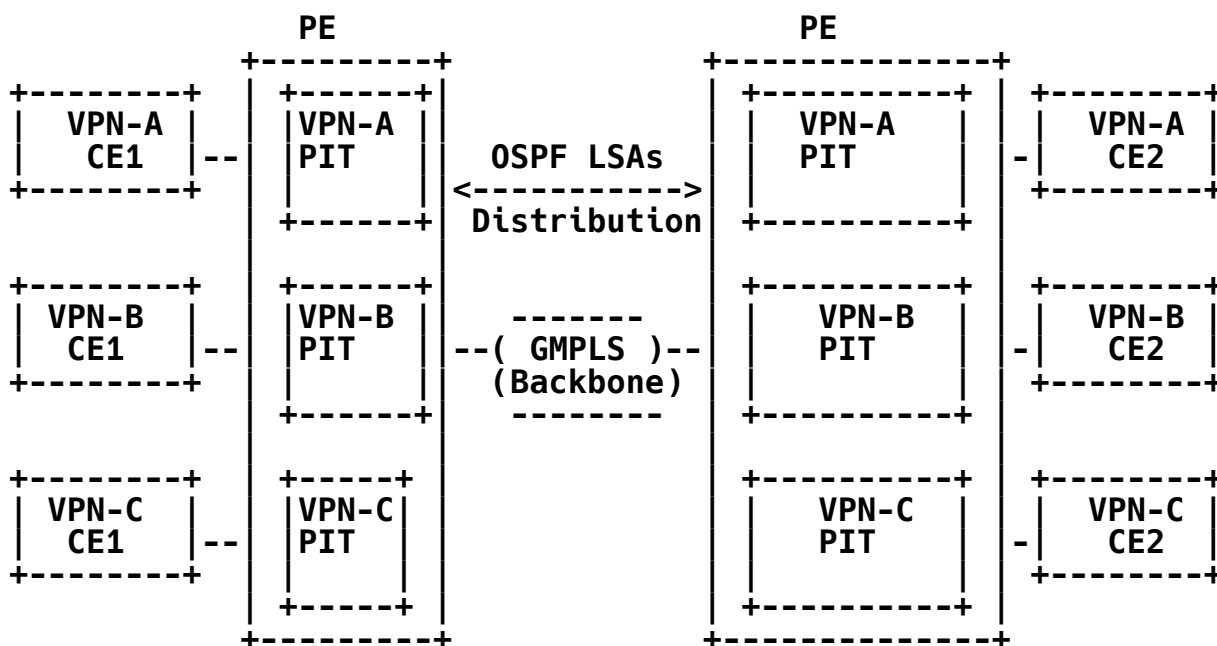 PE PE
VPN-A VPN-A VPN-A VPN-A
CE1 PIT OSPF LSAs PIT CE2
<----------->
Distribution
VPN-B VPN-B VPN-B VPN-B
CE1 PIT --( GMPLS )-- PIT CE2
(Backbone)
VPN-C VPN-C VPN-C VPN-C
CE1 PIT PIT CE2